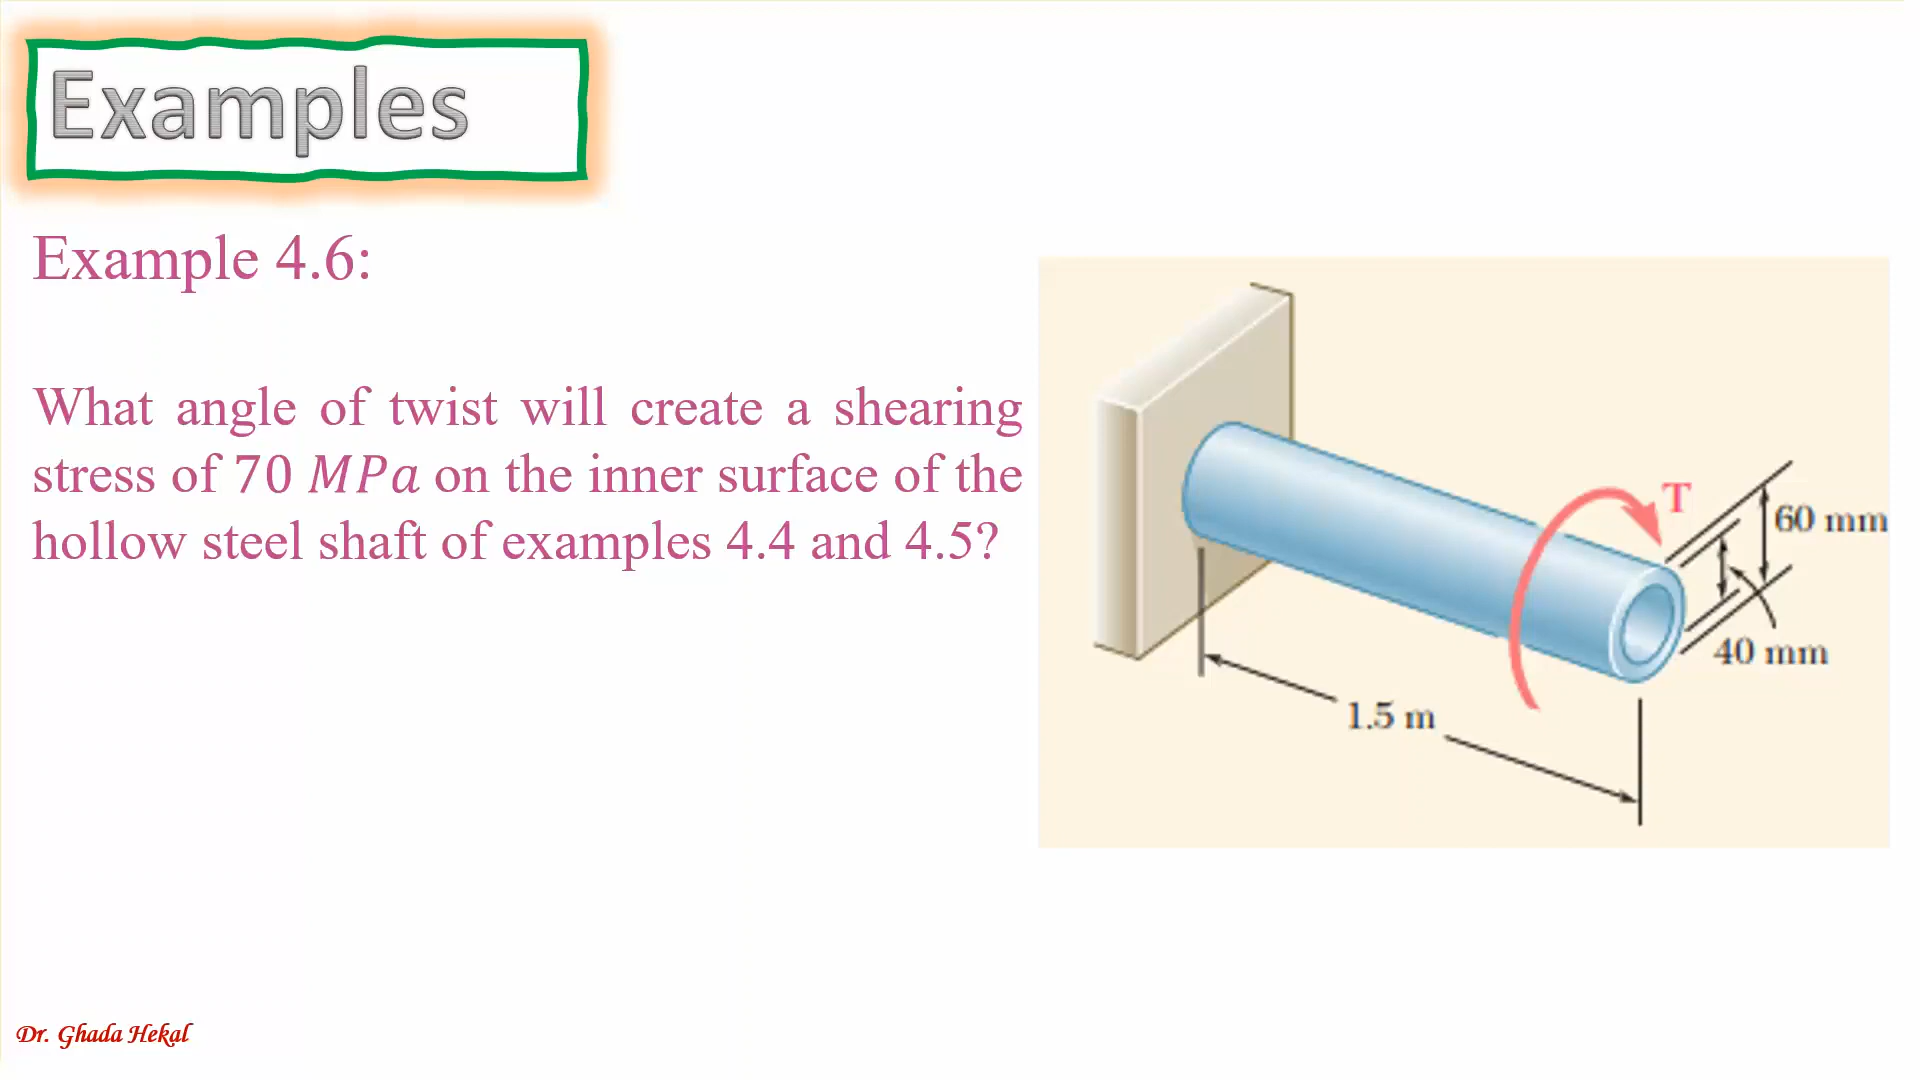 Examples
Example 4.6:
What angle of twist will create a shearing
stress of 70 MPa on the inner surface of the
hollow steel shaft of examples 4.4 and 4.5?
T
60 mm
40 mm
1.5 m
Dr. Ghada Hekal